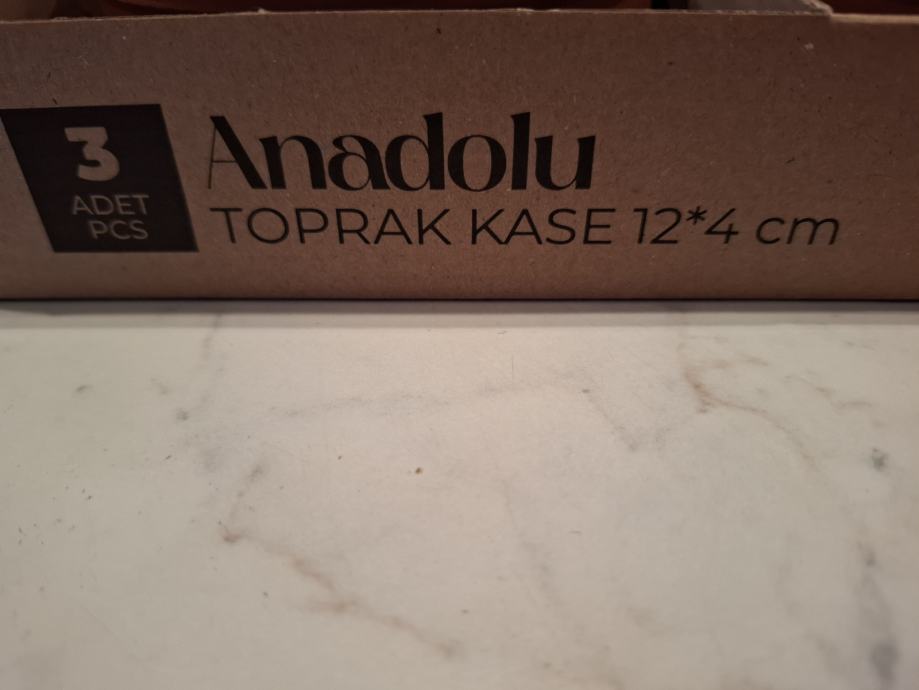 3
ADET
PCS
Anadolu
TOPRAK KASE 12*4 cm